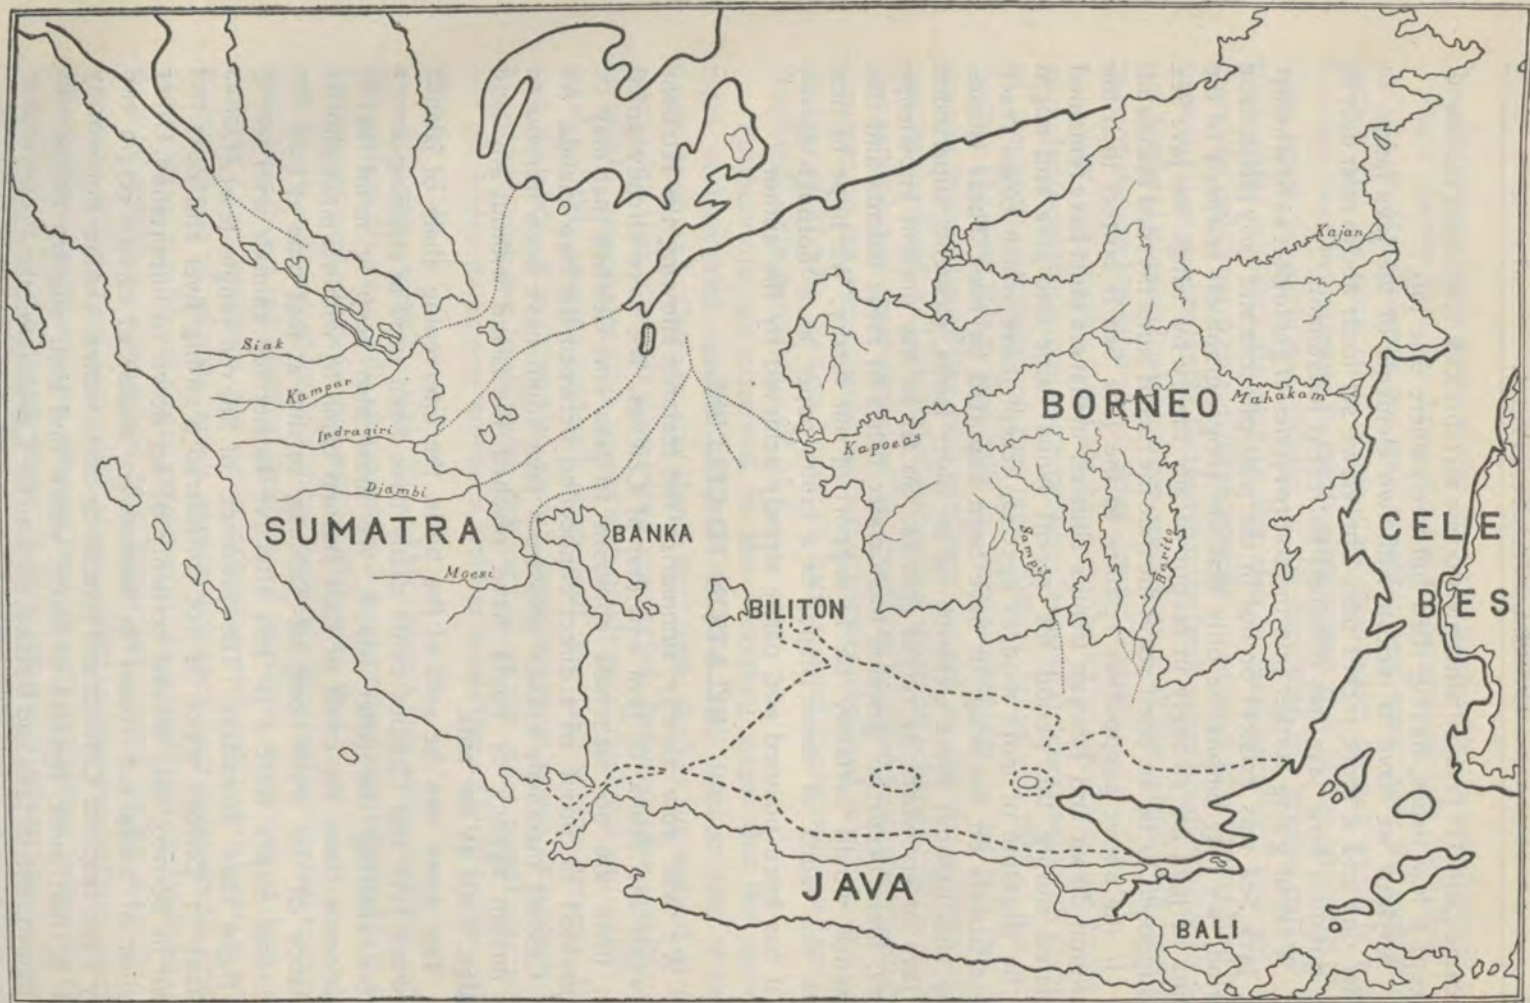 Kajan
Siak
Kampar
Mahakam
BORNEO
Indragiri
Kapoeas
Djambi
SUMATRA
BANKA
CELE
BES
Sampit
Barito
Moesi
BILITON
JAVA
BALI